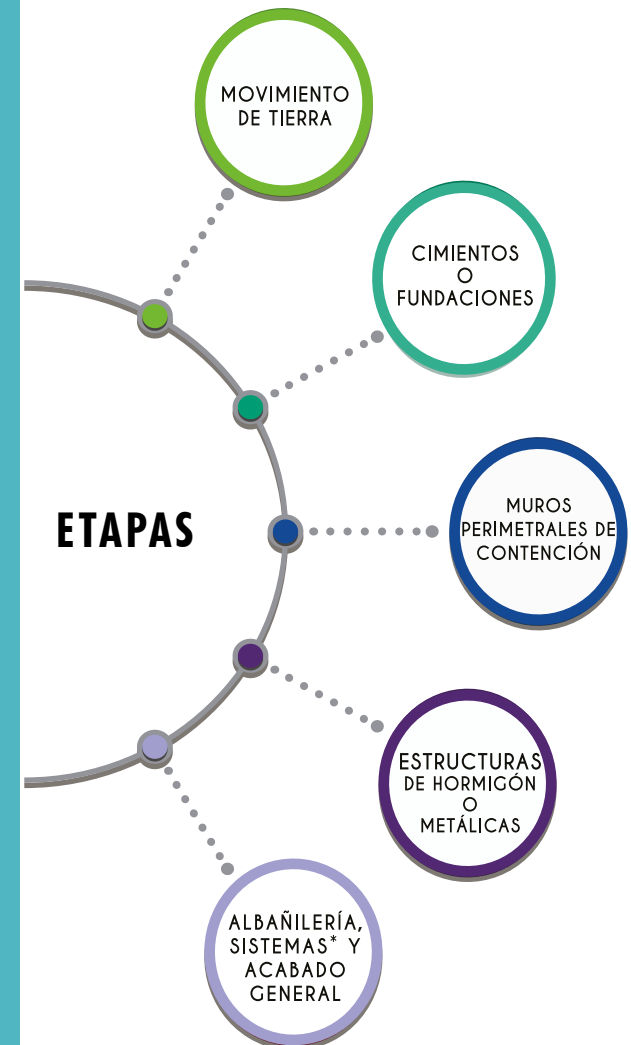 MOVIMIENTO
DE TIERRA
CIMIENTOS
O
FUNDACIONES
ETAPAS
MUROS
PERIMETRALES DE
CONTENCIÓN
ESTRUCTURAS
DE HORMIGÓN
O
METÁLICAS
ALBAÑILERÍA,
SISTEMAS* Y
ACABADO
GENERAL